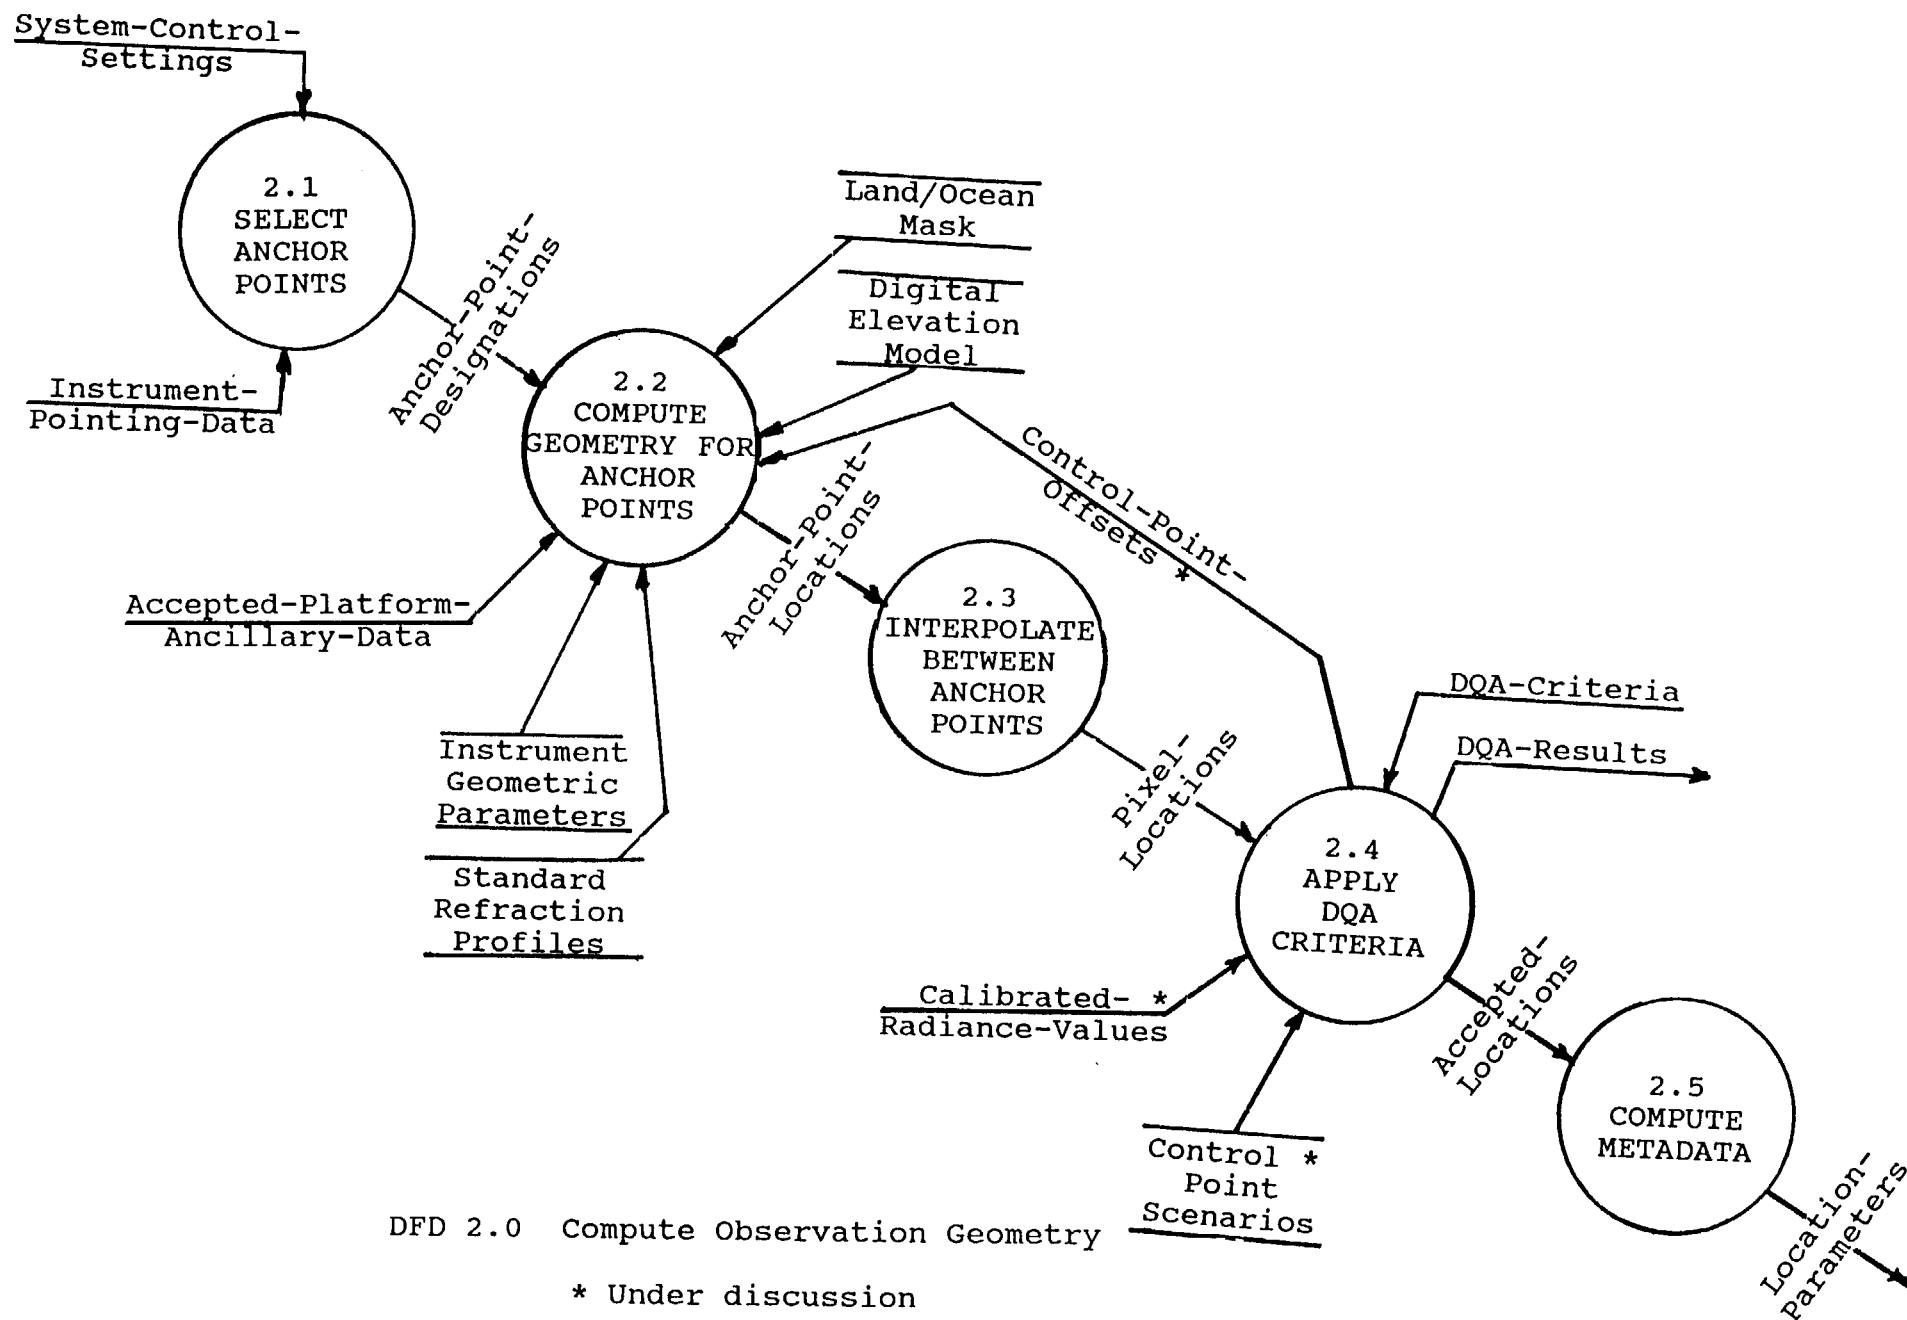 System-Control-
Settings
2.1
SELECT
ANCHOR
POINTS
Instrument-
Pointing-Data
Anchor-Point-
Designations
Land/Ocean
Mask
Digital
Elevation
Model
2.2
COMPUTE
GEOMETRY FOR
ANCHOR
POINTS
Control-Point-
Offsets *
Anchor-Point-
Locations
Accepted-Platform-
Ancillary-Data
2.3
INTERPOLATE
BETWEEN
ANCHOR
POINTS
Instrument
Geometric
Parameters
Standard
Refraction
Profiles
Pixel-
Locations
DQA-Criteria
DQA-Results
2.4
APPLY
DQA
CRITERIA
Calibrated- *
Radiance-Values
Accepted-
Locations
Control *
Point
Scenarios
2.5
COMPUTE
METADATA
Location-
Parameters
DFD 2.0 Compute Observation Geometry
* Under discussion